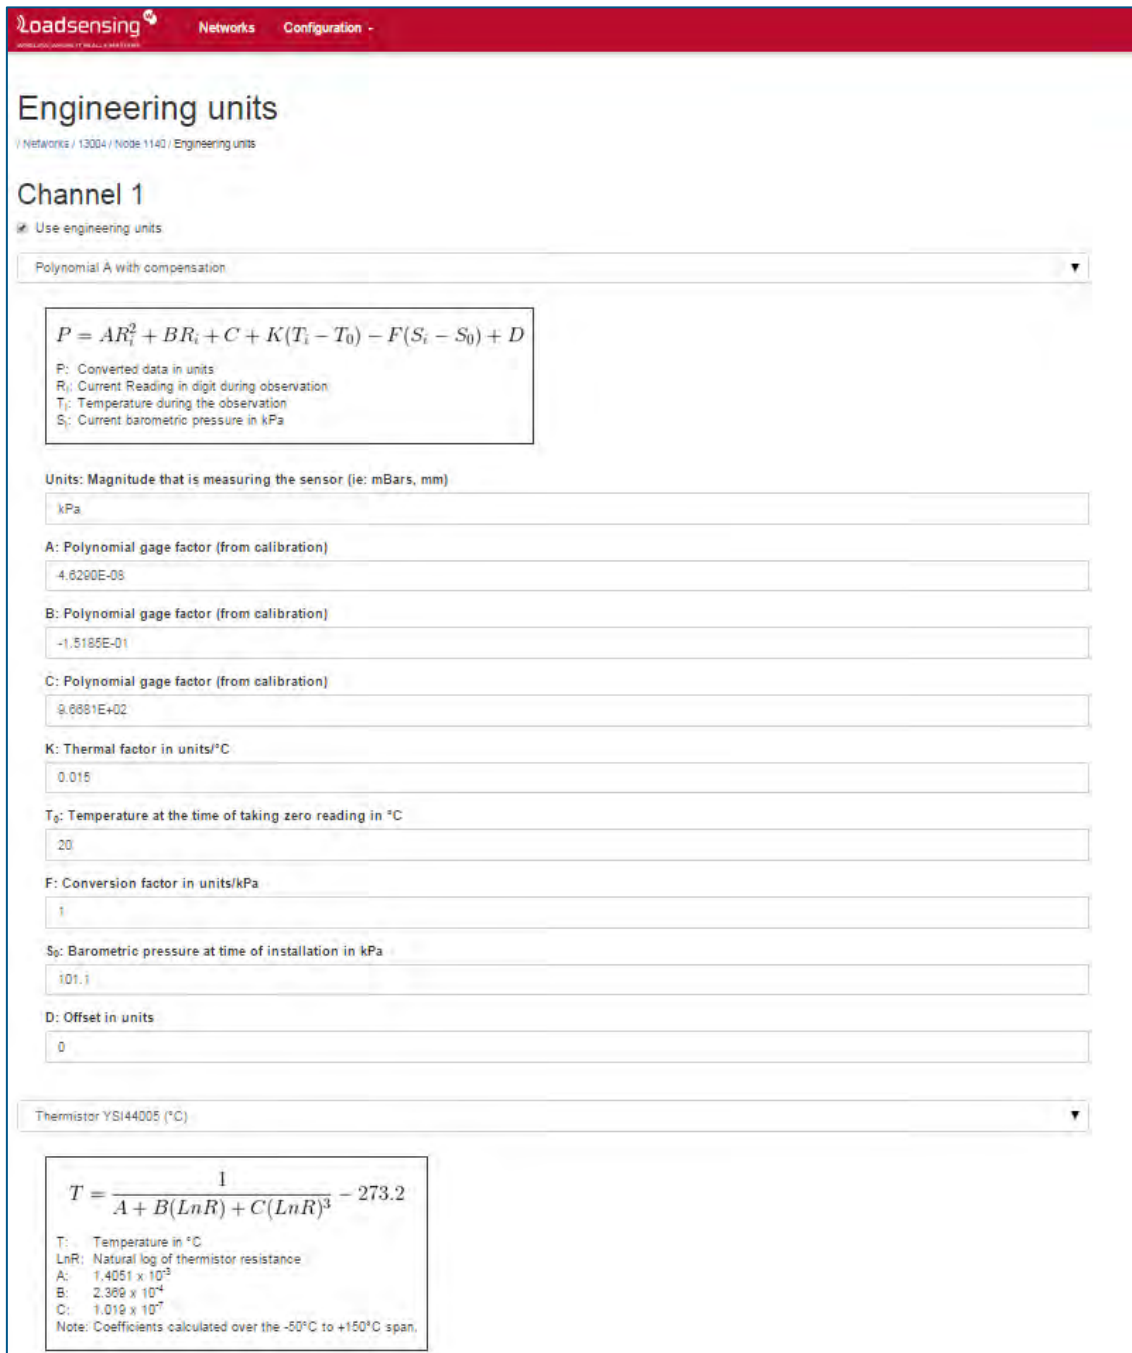 Loadsensing
Networks Configuration
Engineering units
/ Networks / 13004 / Node 1140 / Engineering units
Channel 1
Use engineering units
Polynomial A with compensation
P = AR_i^2 + BR_i + C + K(T_i − T_0) − F(S_i − S_0) + D
P: Converted data in units
R_i: Current Reading in digit during observation
T_i: Temperature during the observation
S_i: Current barometric pressure in kPa
Units: Magnitude that is measuring the sensor (ie: mBars, mm)
kPa
A: Polynomial gage factor (from calibration)
4.6290E-08
B: Polynomial gage factor (from calibration)
-1.5185E-01
C: Polynomial gage factor (from calibration)
9.6681E+02
K: Thermal factor in units/°C
0.015
T₀: Temperature at the time of taking zero reading in °C
20
F: Conversion factor in units/kPa
1
S₀: Barometric pressure at time of installation in kPa
101.1
D: Offset in units
0
Thermistor YSI44005 (°C)
T = 1 / (A + B(LnR) + C(LnR)³) − 273.2
T: Temperature in °C
LnR: Natural log of thermistor resistance
A: 1.4051 x 10⁻³
B: 2.369 x 10⁻⁴
C: 1.019 x 10⁻⁷
Note: Coefficients calculated over the -50°C to +150°C span.